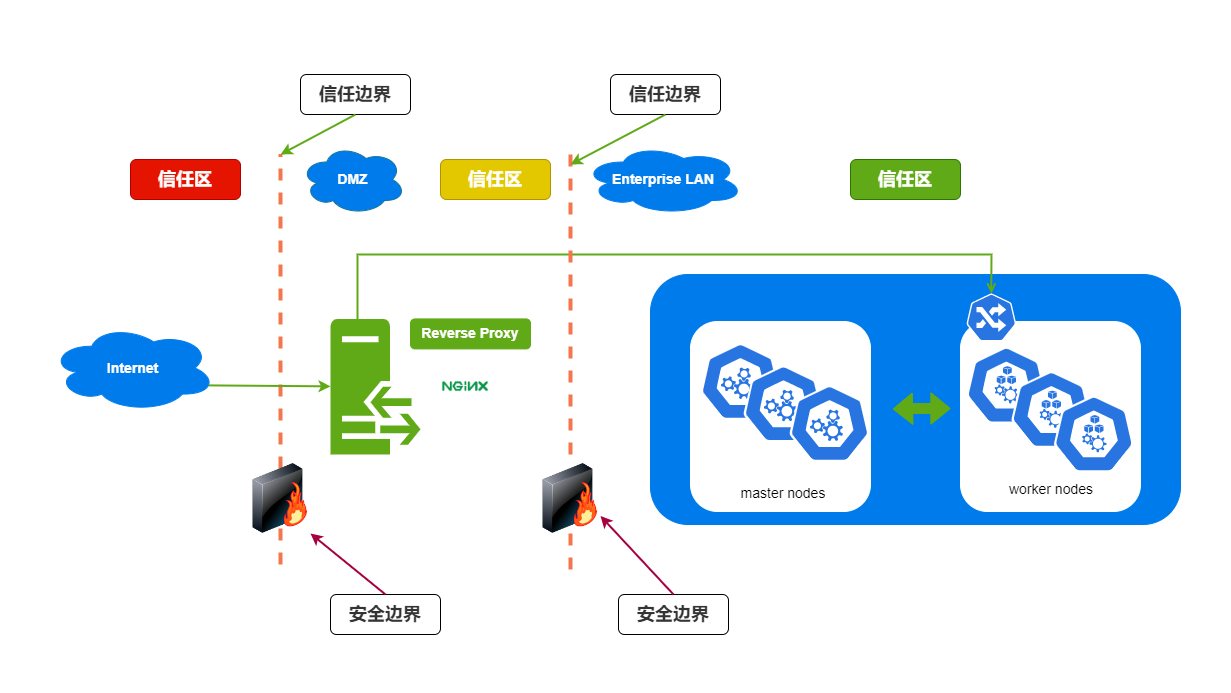 信任边界
信任边界
信任区
DMZ
信任区
Enterprise LAN
信任区
Reverse Proxy
Internet
NGINX
master nodes
worker nodes
安全边界
安全边界